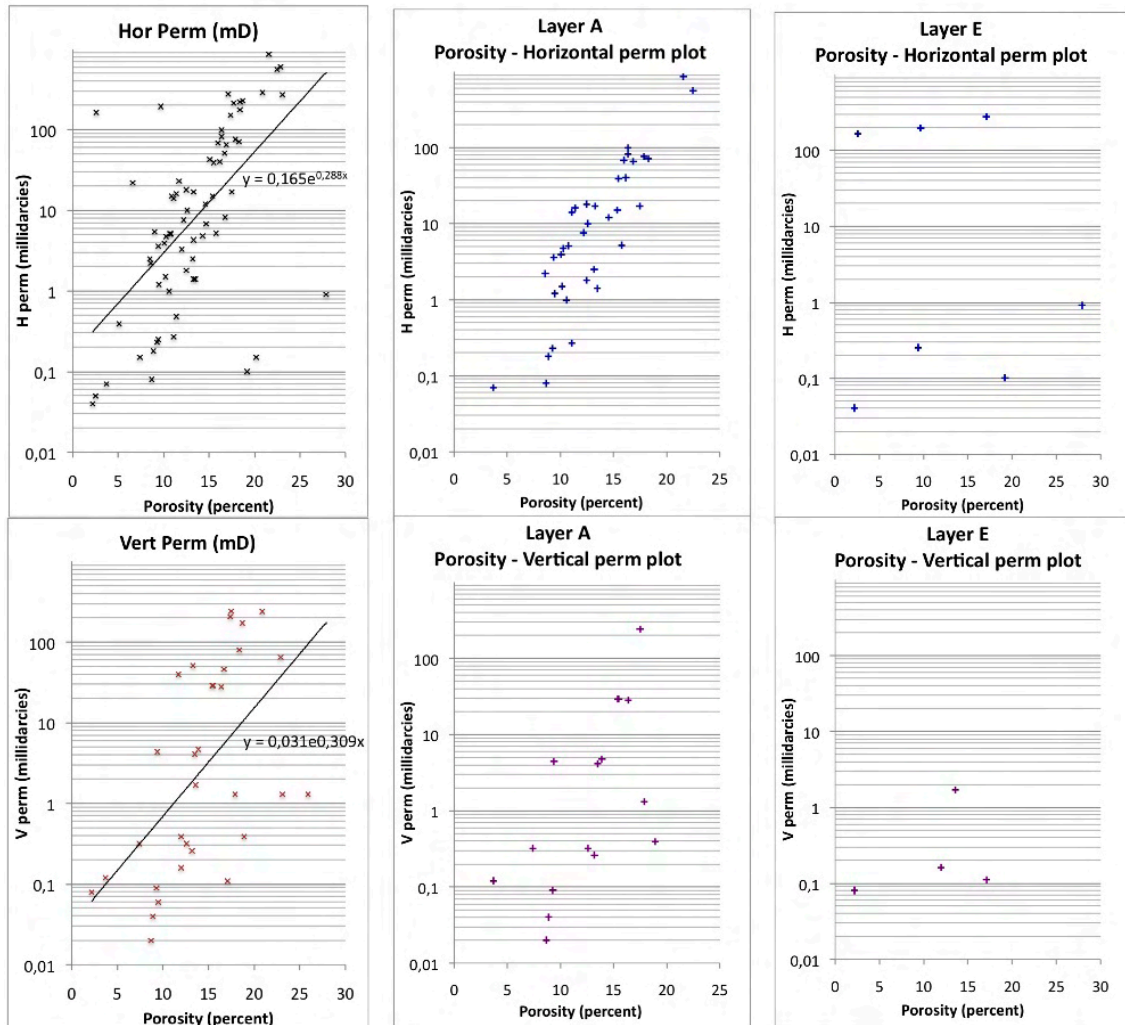 Hor Perm (mD)
H perm (millidarcies)
100
10
1
0,1
0,01
y = 0,165e0,288x
0 5 10 15 20 25 30
Porosity (percent)
Layer A
Porosity - Horizontal perm plot
H perm (millidarcies)
100
10
1
0,1
0,01
0 5 10 15 20 25 30
Porosity (percent)
Layer E
Porosity - Horizontal perm plot
H perm (millidarcies)
100
10
1
0,1
0,01
0 5 10 15 20 25 30
Porosity (percent)
Vert Perm (mD)
V perm (millidarcies)
100
10
1
0,1
0,01
y = 0,031e0,309x
0 5 10 15 20 25 30
Porosity (percent)
Layer A
Porosity - Vertical perm plot
V perm (millidarcies)
100
10
1
0,1
0,01
0 5 10 15 20 25 30
Porosity (percent)
Layer E
Porosity - Vertical perm plot
V perm (millidarcies)
100
10
1
0,1
0,01
0 5 10 15 20 25 30
Porosity (percent)